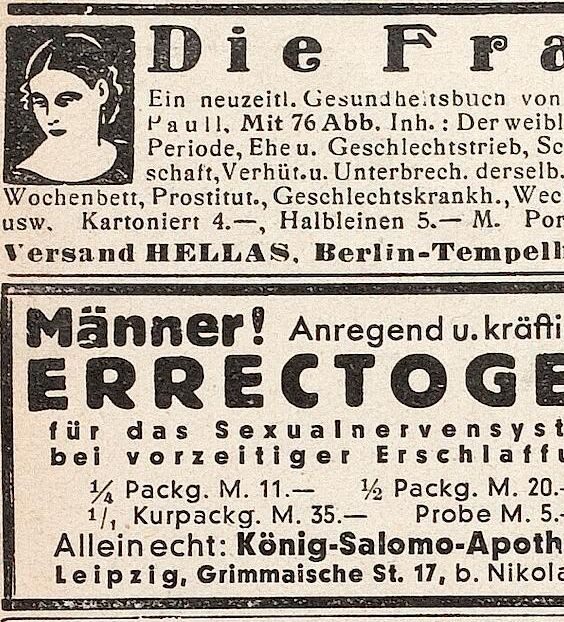 Die Fra
Ein neuzeitl. Gesundheitsbuch von
Paull. Mit 76 Abb. Inh.: Der weibl
Periode, Ehe u. Geschlechtstrieb, Sc
schaft, Verhüt. u. Unterbrech. derselb.
Wochenbett, Prostitut., Geschlechtskrankh., Wec
usw. Kartoniert 4.—, Halbleinen 5.— M. Por
Versand HELLAS, Berlin-Tempelh
Männer! Anregend u. kräfti
ERRECTOGE
für das Sexualnervensyst
bei vorzeitiger Erschlaffu
¼ Packg. M. 11.— ½ Packg. M. 20.—
1/1 Kurpackg. M. 35.— Probe M. 5.—
Allein echt: König-Salomo-Apoth
Leipzig, Grimmaische St. 17, b. Nikola